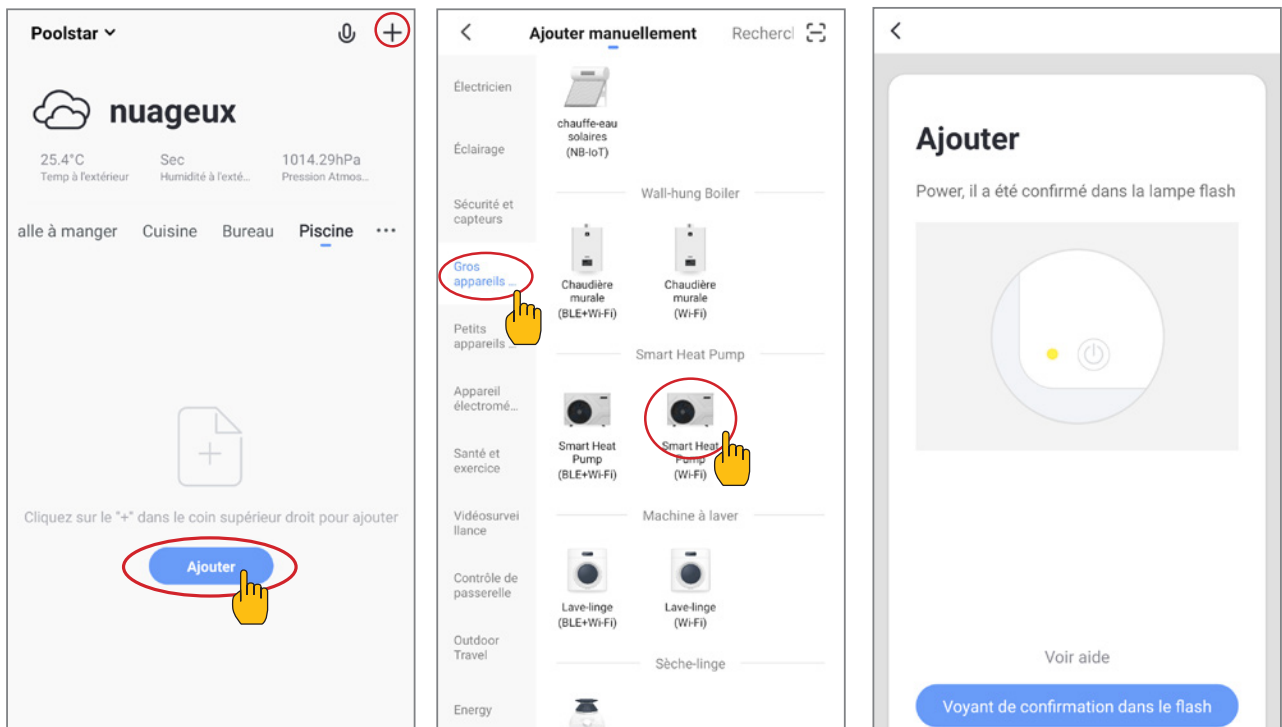 Poolstar
nuageux
25.4°C Sec 1014.29hPa
Temp à l'extérieur Humidité à l'exté... Pression Atmos...
alle à manger Cuisine Bureau Piscine ...
Cliquez sur le "+" dans le coin supérieur droit pour ajouter
Ajouter
Ajouter manuellement Recherc
Électricien
Éclairage
Sécurité et
capteurs
Gros
appareils ...
Petits
appareils ...
Appareil
électromé...
Santé et
exercice
Vidéosurvei
llance
Contrôle de
passerelle
Outdoor
Travel
Energy
chauffe-eau
solaires
(NB-IoT)
Wall-hung Boiler
Chaudière
murale
(BLE+Wi-Fi)
Chaudière
murale
(Wi-Fi)
Smart Heat Pump
Smart Heat
Pump
(BLE+Wi-Fi)
Smart Heat
Pump
(Wi-Fi)
Machine à laver
Lave-linge
(BLE+Wi-Fi)
Lave-linge
(Wi-Fi)
Sèche-linge
Ajouter
Power, il a été confirmé dans la lampe flash
Voir aide
Voyant de confirmation dans le flash